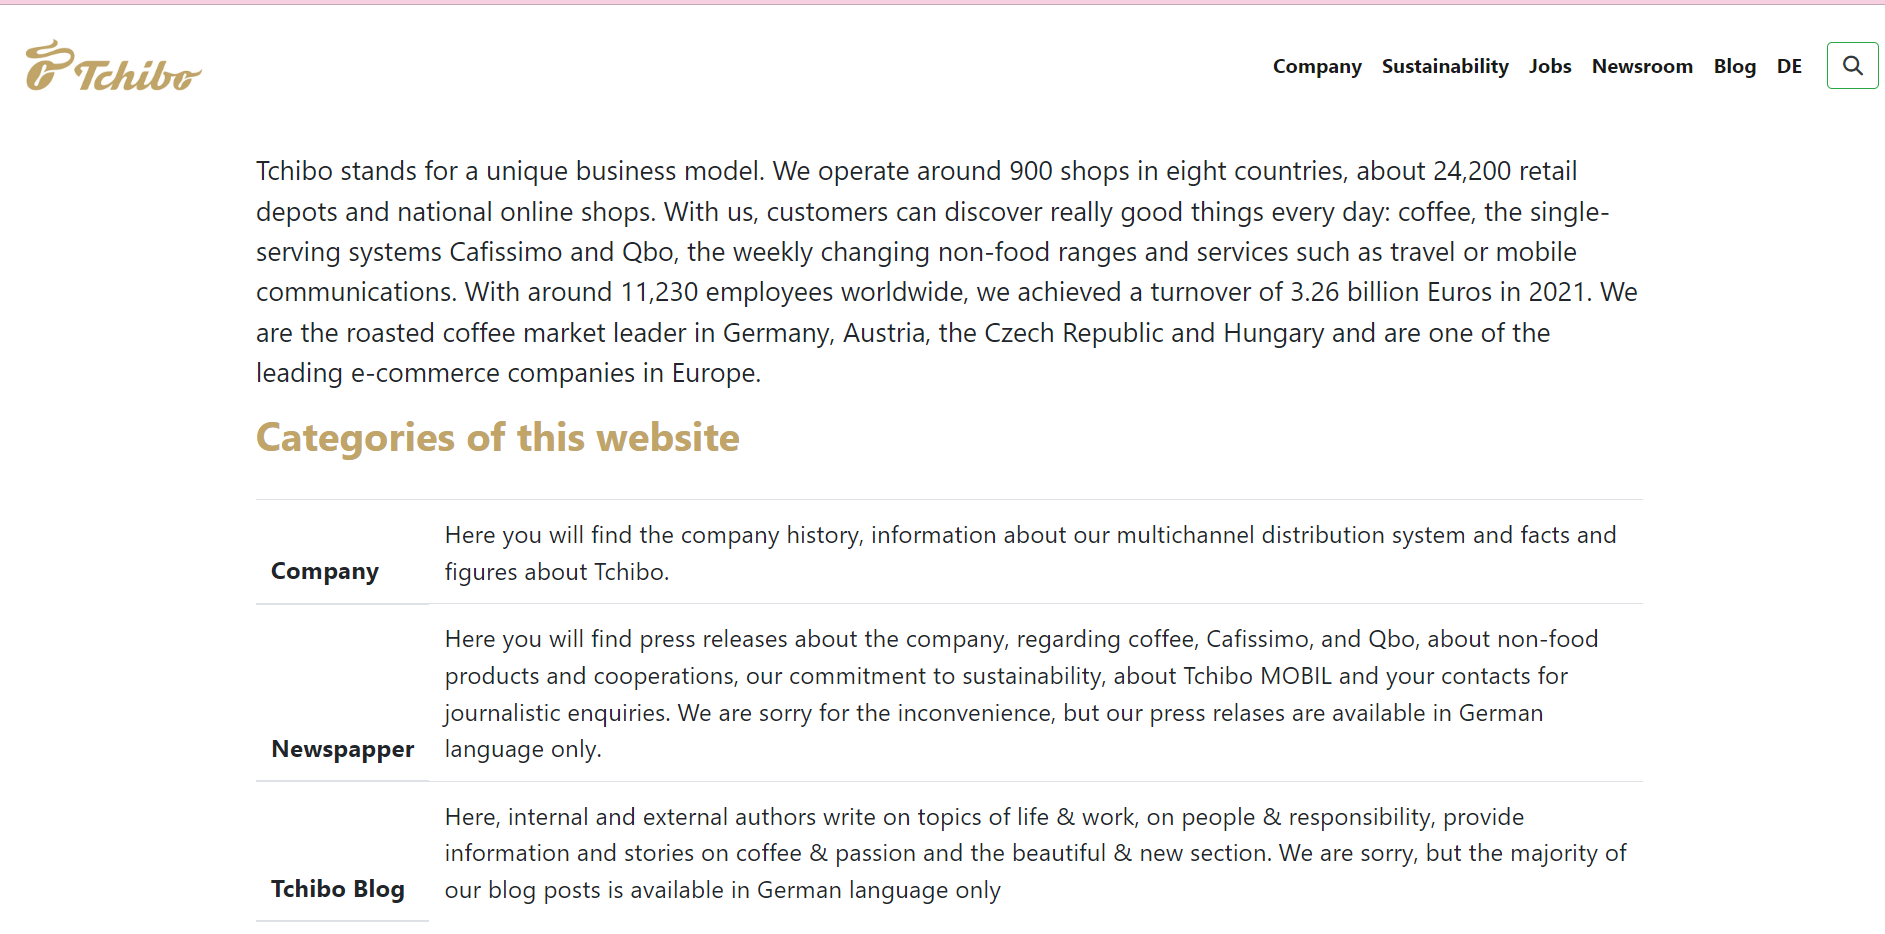 Tchibo
Company Sustainability Jobs Newsroom Blog DE
Tchibo stands for a unique business model. We operate around 900 shops in eight countries, about 24,200 retail
depots and national online shops. With us, customers can discover really good things every day: coffee, the single-
serving systems Cafissimo and Qbo, the weekly changing non-food ranges and services such as travel or mobile
communications. With around 11,230 employees worldwide, we achieved a turnover of 3.26 billion Euros in 2021. We
are the roasted coffee market leader in Germany, Austria, the Czech Republic and Hungary and are one of the
leading e-commerce companies in Europe.
Categories of this website
Company
Here you will find the company history, information about our multichannel distribution system and facts and
figures about Tchibo.
Newspapper
Here you will find press releases about the company, regarding coffee, Cafissimo, and Qbo, about non-food
products and cooperations, our commitment to sustainability, about Tchibo MOBIL and your contacts for
journalistic enquiries. We are sorry for the inconvenience, but our press relases are available in German
language only.
Tchibo Blog
Here, internal and external authors write on topics of life & work, on people & responsibility, provide
information and stories on coffee & passion and the beautiful & new section. We are sorry, but the majority of
our blog posts is available in German language only